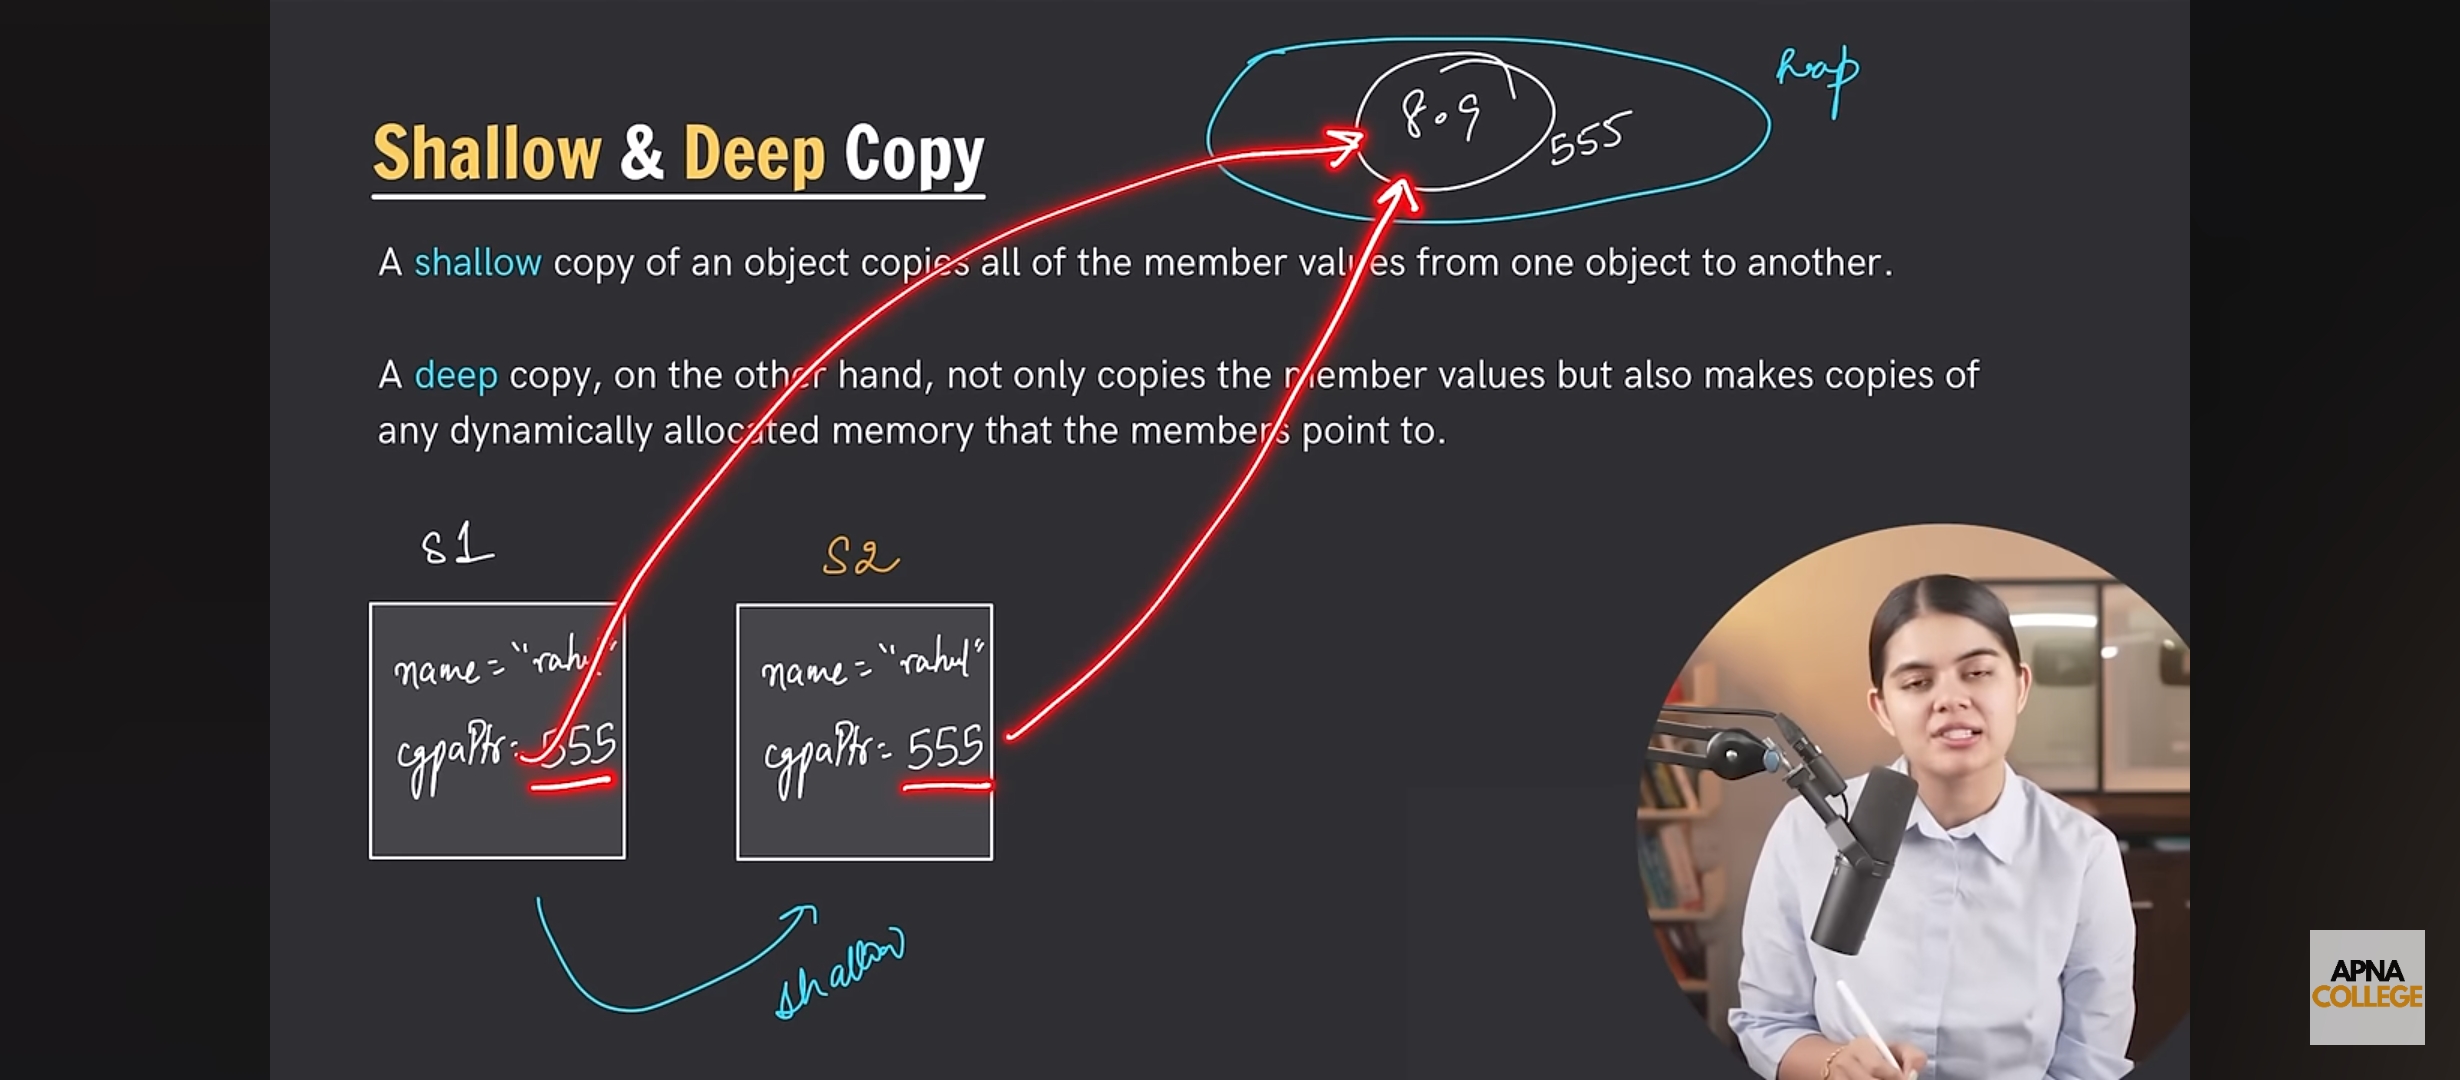 heap
8.9
555
Shallow & Deep Copy
A shallow copy of an object copies all of the member values from one object to another.
A deep copy, on the other hand, not only copies the member values but also makes copies of
any dynamically allocated memory that the members point to.
S1
S2
name = "rahul"
cgpaPtr = 555
name = "rahul"
cgpaPtr = 555
shallow
APNA
COLLEGE